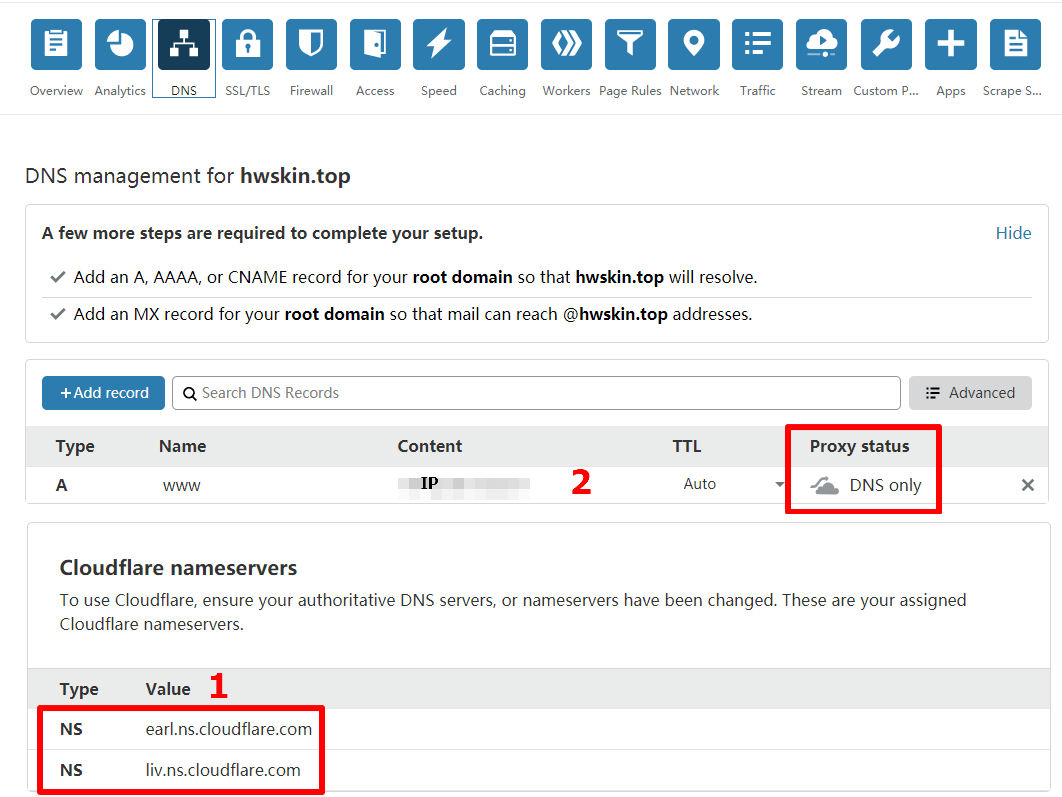 Overview Analytics DNS SSL/TLS Firewall Access Speed Caching Workers Page Rules Network Traffic Stream Custom P... Apps Scrape S...
DNS management for hwskin.top
A few more steps are required to complete your setup. Hide
Add an A, AAAA, or CNAME record for your root domain so that hwskin.top will resolve.
Add an MX record for your root domain so that mail can reach @hwskin.top addresses.
+Add record Search DNS Records Advanced
Type Name Content TTL Proxy status
A www IP 2 Auto DNS only
Cloudflare nameservers
To use Cloudflare, ensure your authoritative DNS servers, or nameservers have been changed. These are your assigned
Cloudflare nameservers.
Type Value 1
NS earl.ns.cloudflare.com
NS liv.ns.cloudflare.com